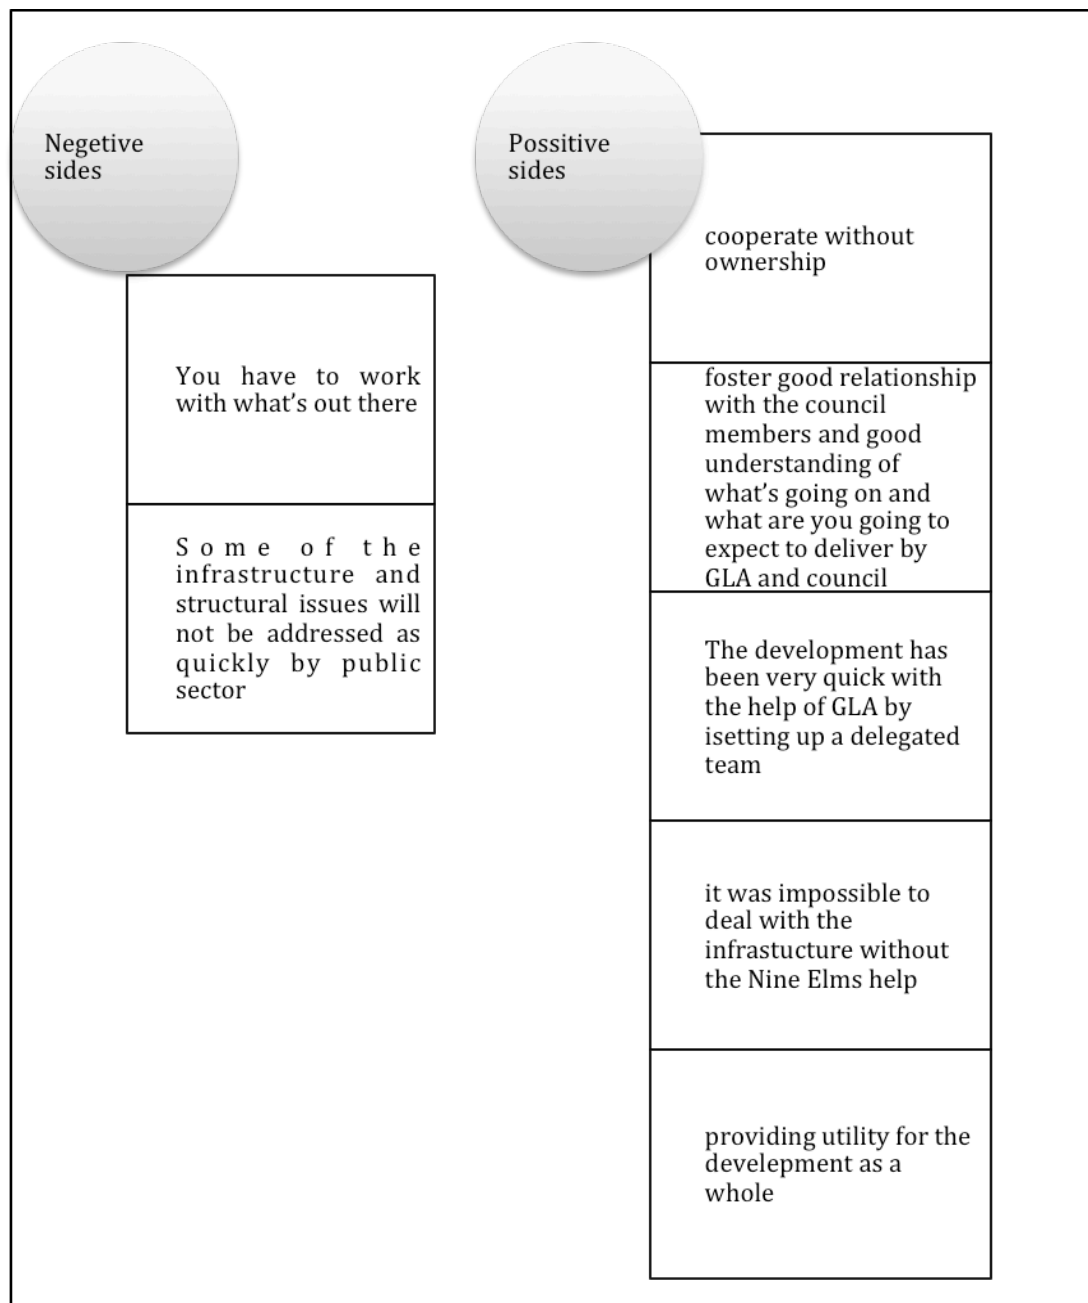 Negetive
sides
You have to work
with what's out there
Some of the
infrastructure and
structural issues will
not be addressed as
quickly by public
sector
Possitive
sides
cooperate without
ownership
foster good relationship
with the council
members and good
understanding of
what's going on and
what are you going to
expect to deliver by
GLA and council
The development has
been very quick with
the help of GLA by
isetting up a delegated
team
it was impossible to
deal with the
infrastucture without
the Nine Elms help
providing utility for the
develepment as a
whole